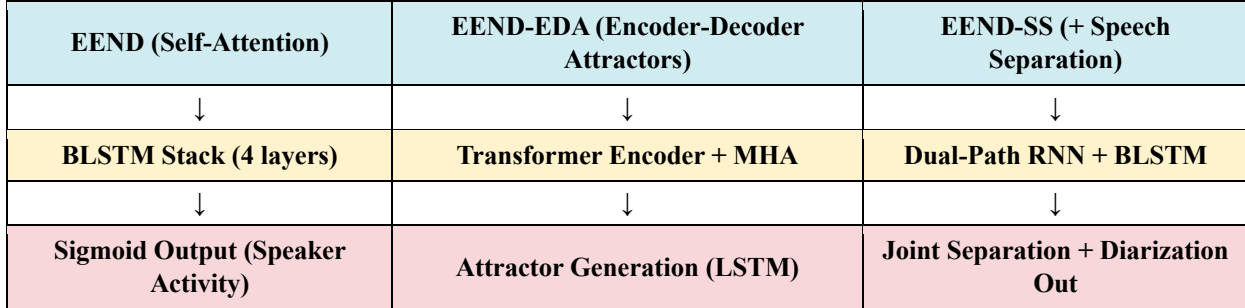 EEND (Self-Attention)
EEND-EDA (Encoder-Decoder
Attractors)
EEND-SS (+ Speech
Separation)
↓
↓
↓
BLSTM Stack (4 layers)
Transformer Encoder + MHA
Dual-Path RNN + BLSTM
↓
↓
↓
Sigmoid Output (Speaker
Activity)
Attractor Generation (LSTM)
Joint Separation + Diarization
Out